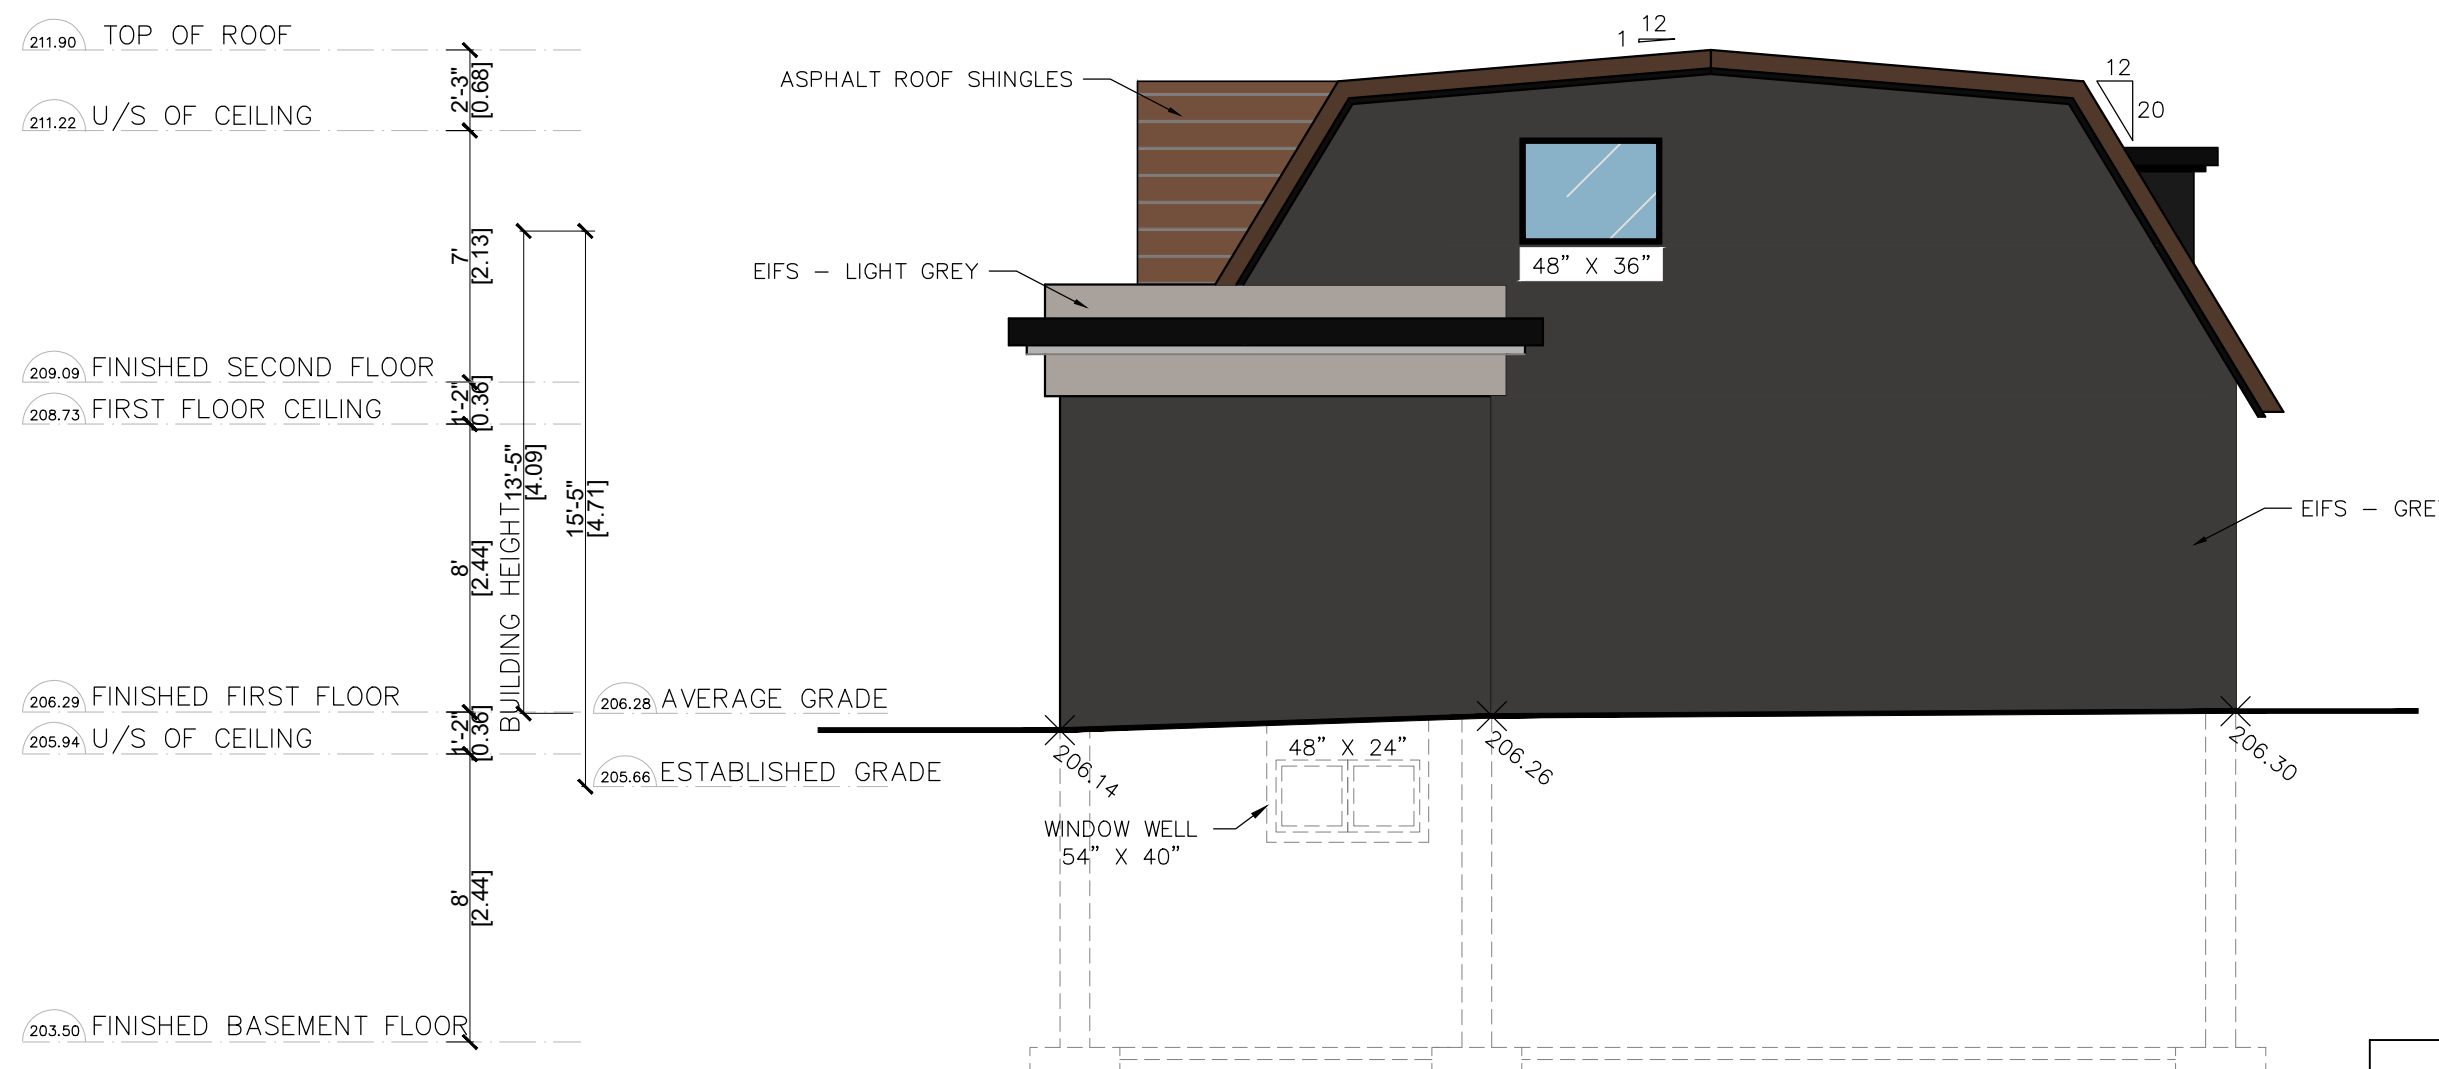 211.90 TOP OF ROOF
2'-3"
[0.68]
211.22 U/S OF CEILING
7'
[2.13]
209.09 FINISHED SECOND FLOOR
1'-2"
[0.36]
208.73 FIRST FLOOR CEILING
8'
[2.44]
206.29 FINISHED FIRST FLOOR
1'-2"
[0.36]
205.94 U/S OF CEILING
8'
[2.44]
203.50 FINISHED BASEMENT FLOOR
BUILDING HEIGHT 13'-5"
[4.09]
15'-5"
[4.71]
206.28 AVERAGE GRADE
205.66 ESTABLISHED GRADE
ASPHALT ROOF SHINGLES
EIFS - LIGHT GREY
12
1
12
20
48" X 36"
EIFS - GRE
206.14
206.26
206.30
48" X 24"
WINDOW WELL
54" X 40"